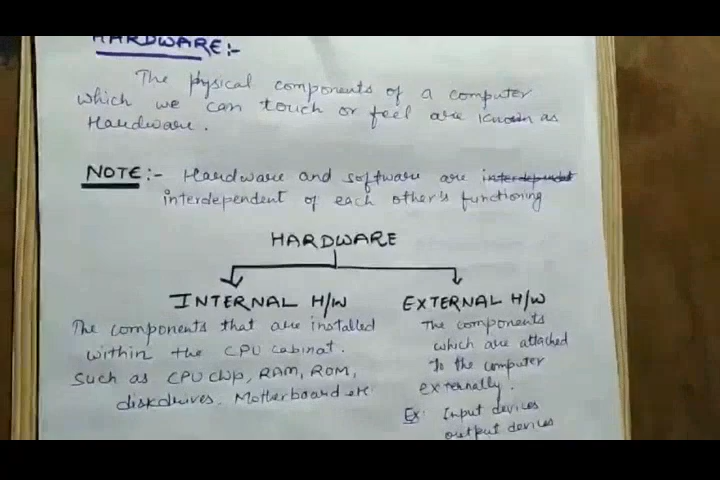 HARDWARE:-
The physical components of a computer
which we can touch or feel are known as
Hardware.
NOTE:- Hardware and software are interdependent
interdependent of each other's functioning
HARDWARE
INTERNAL H/W
The components that are installed
within the CPU cabinat.
Such as CPU chip, RAM, ROM,
diskdrives, Motherboard etc
EXTERNAL H/W
The components
which are attached
to the computer
externally.
Ex: Input devices
output devices